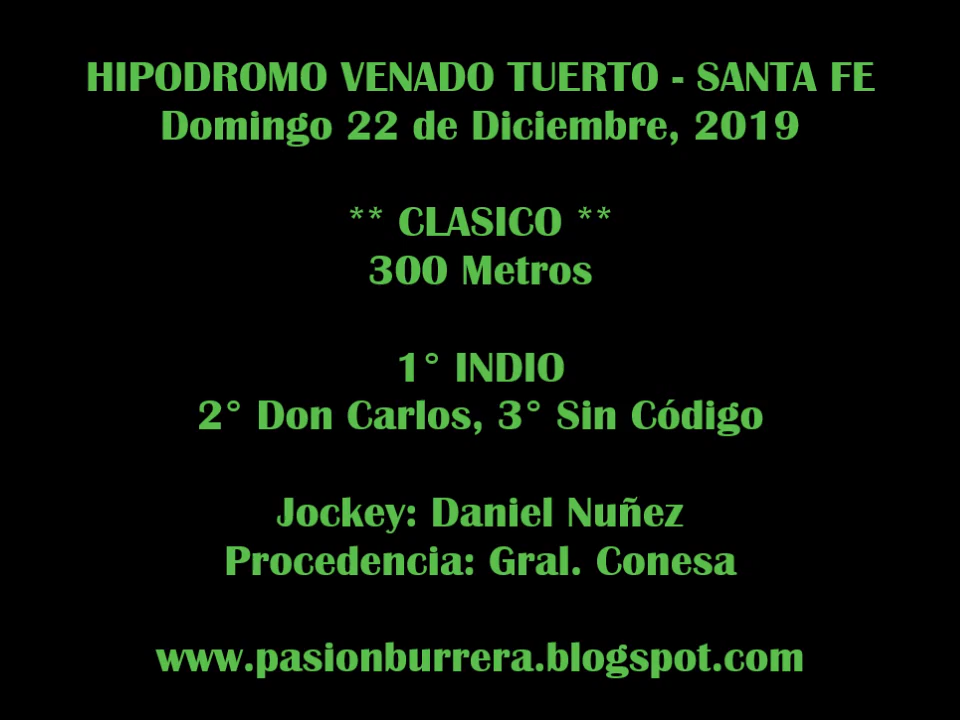 HIPODROMO VENADO TUERTO - SANTA FE
Domingo 22 de Diciembre, 2019
** CLASICO **
300 Metros
1° INDIO
2° Don Carlos, 3° Sin Código
Jockey: Daniel Nuñez
Procedencia: Gral. Conesa
www.pasionburrera.blogspot.com